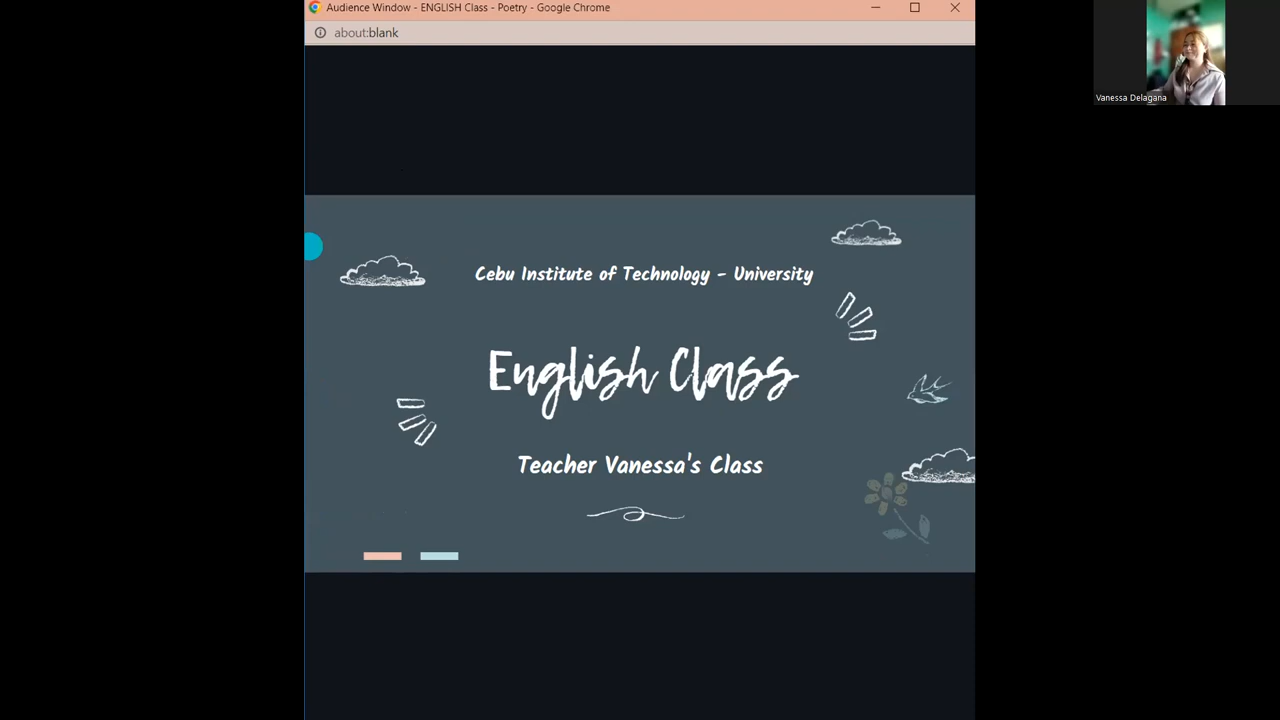 Audience Window - ENGLISH Class - Poetry - Google Chrome
about:blank
Vanessa Delagana
Cebu Institute of Technology - University
English Class
Teacher Vanessa's Class